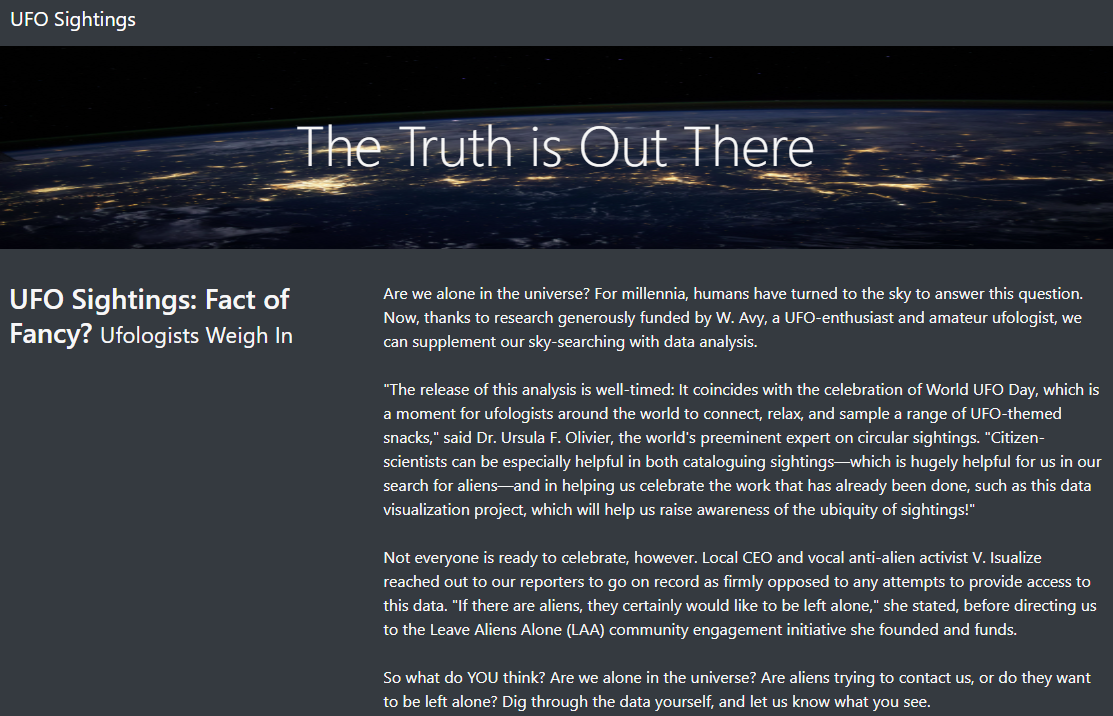 UFO Sightings
The Truth is Out There
UFO Sightings: Fact of
Fancy? Ufologists Weigh In
Are we alone in the universe? For millennia, humans have turned to the sky to answer this question.
Now, thanks to research generously funded by W. Avy, a UFO-enthusiast and amateur ufologist, we
can supplement our sky-searching with data analysis.
"The release of this analysis is well-timed: It coincides with the celebration of World UFO Day, which is
a moment for ufologists around the world to connect, relax, and sample a range of UFO-themed
snacks," said Dr. Ursula F. Olivier, the world's preeminent expert on circular sightings. "Citizen-
scientists can be especially helpful in both cataloguing sightings—which is hugely helpful for us in our
search for aliens—and in helping us celebrate the work that has already been done, such as this data
visualization project, which will help us raise awareness of the ubiquity of sightings!"
Not everyone is ready to celebrate, however. Local CEO and vocal anti-alien activist V. Isualize
reached out to our reporters to go on record as firmly opposed to any attempts to provide access to
this data. "If there are aliens, they certainly would like to be left alone," she stated, before directing us
to the Leave Aliens Alone (LAA) community engagement initiative she founded and funds.
So what do YOU think? Are we alone in the universe? Are aliens trying to contact us, or do they want
to be left alone? Dig through the data yourself, and let us know what you see.